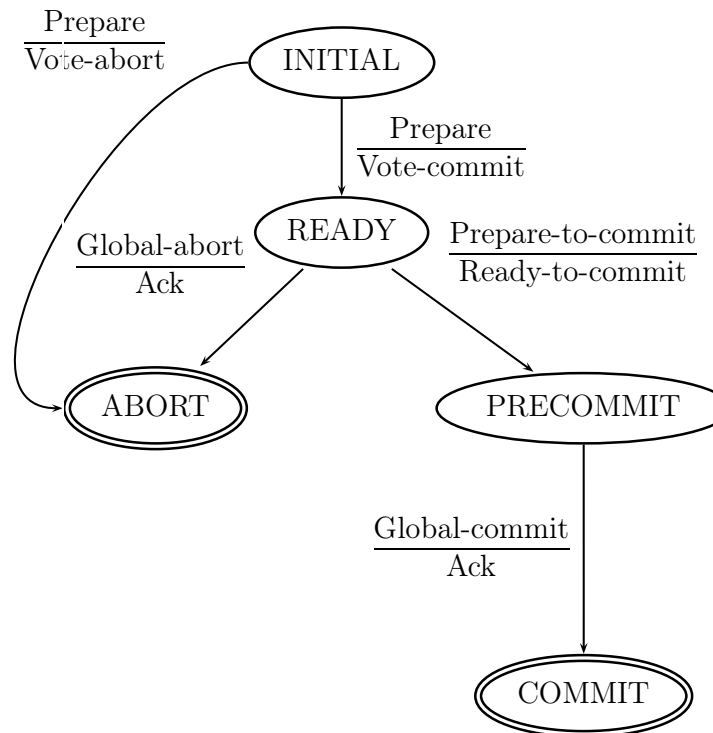 Prepare
Vote-abort
INITIAL
Prepare
Vote-commit
READY
Global-abort
Ack
Prepare-to-commit
Ready-to-commit
ABORT
PRECOMMIT
Global-commit
Ack
COMMIT